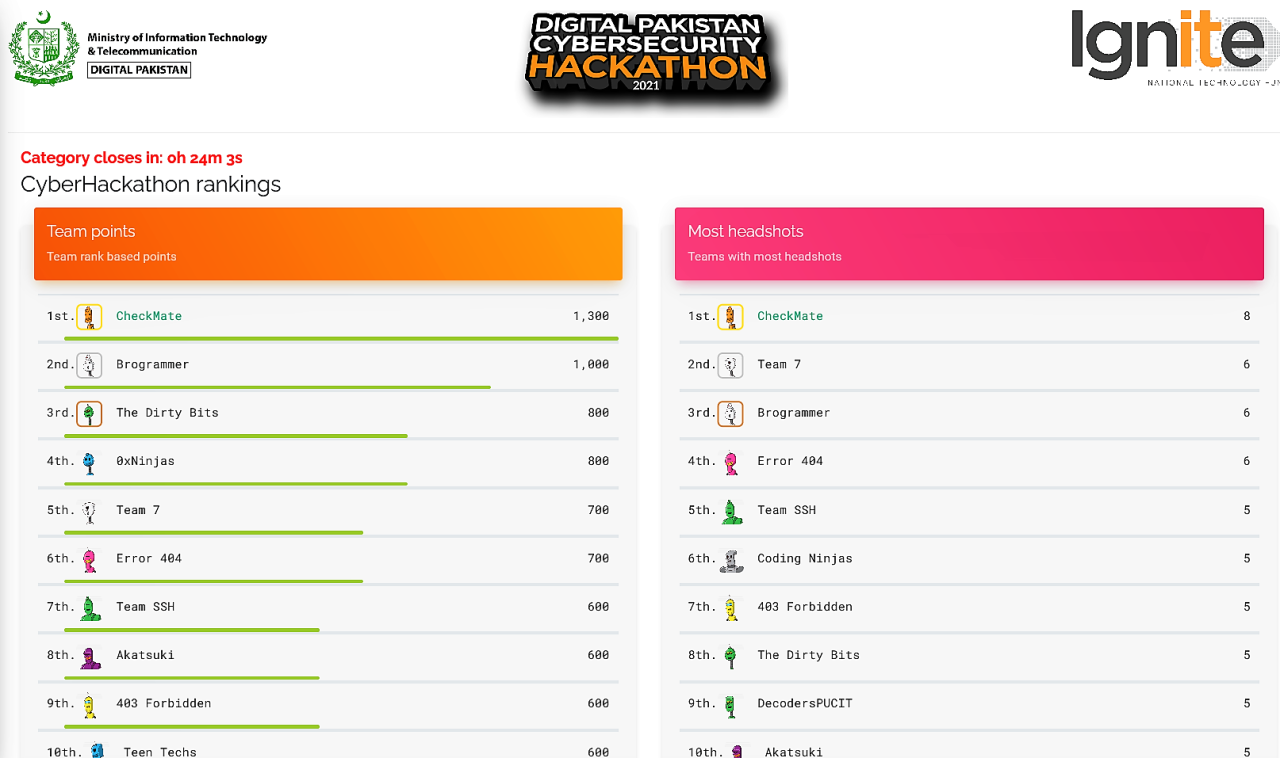 Ministry of Information Technology
& Telecommunication
DIGITAL PAKISTAN
DIGITAL PAKISTAN
CYBERSECURITY
HACKATHON
2021
Ignite
NATIONAL TECHNOLOGY FUN
Category closes in: 0h 24m 3s
CyberHackathon rankings
Team points
Team rank based points
1st. CheckMate 1,300
2nd. Brogrammer 1,000
3rd. The Dirty Bits 800
4th. 0xNinjas 800
5th. Team 7 700
6th. Error 404 700
7th. Team SSH 600
8th. Akatsuki 600
9th. 403 Forbidden 600
10th. Teen Techs 600
Most headshots
Teams with most headshots
1st. CheckMate 8
2nd. Team 7 6
3rd. Brogrammer 6
4th. Error 404 6
5th. Team SSH 5
6th. Coding Ninjas 5
7th. 403 Forbidden 5
8th. The Dirty Bits 5
9th. DecodersPUCIT 5
10th. Akatsuki 5